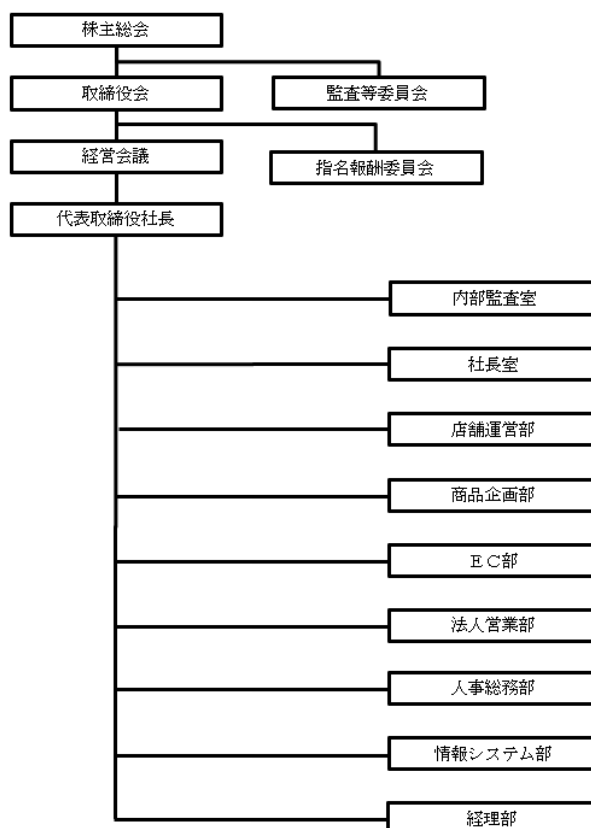 株主総会
取締役会
監査等委員会
経営会議
指名報酬委員会
代表取締役社長
内部監査室
社長室
店舗運営部
商品企画部
ＥＣ部
法人営業部
人事総務部
情報システム部
経理部